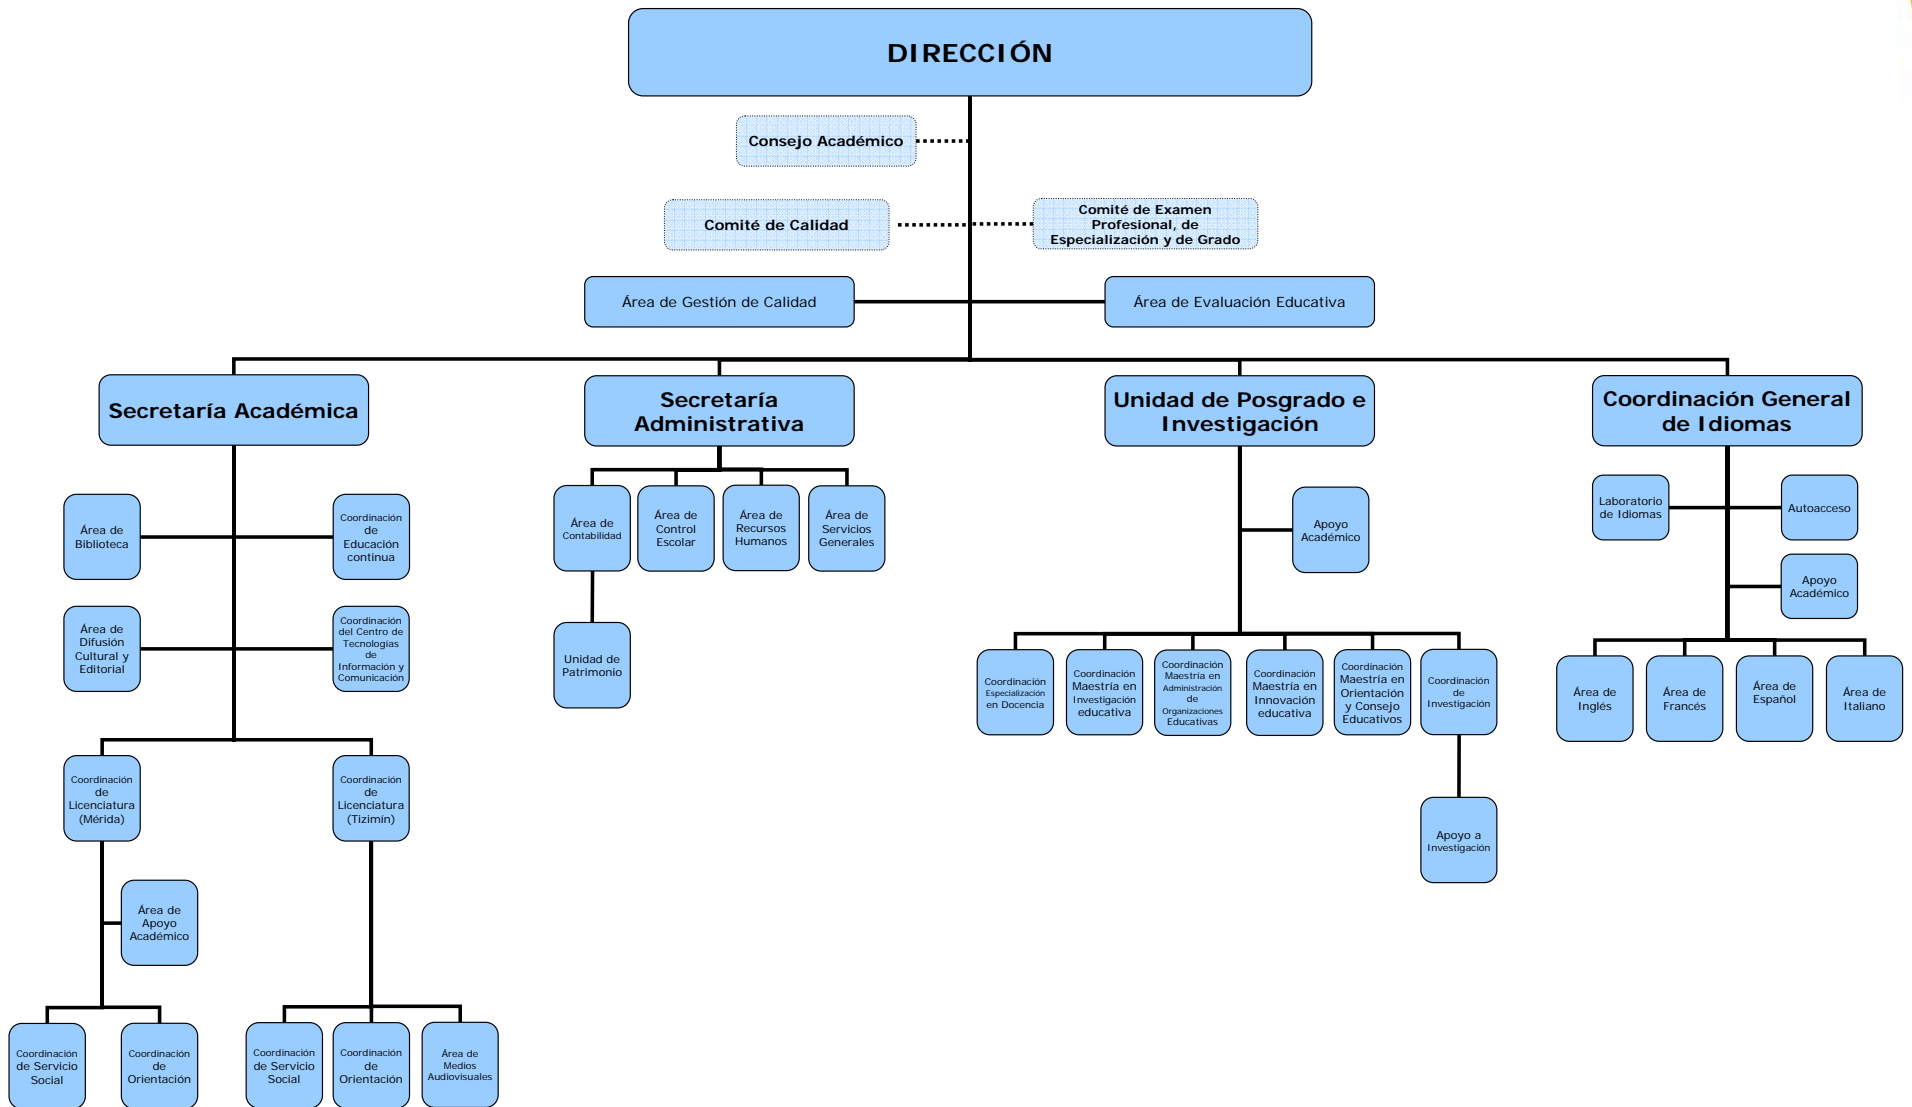 DIRECCIÓN
Consejo Académico
Comité de Calidad
Comité de Examen
Profesional, de
Especialización y de Grado
Área de Gestión de Calidad
Área de Evaluación Educativa
Secretaría Académica
Secretaría
Administrativa
Unidad de Posgrado e
Investigación
Coordinación General
de Idiomas
Área de
Biblioteca
Coordinación
de
Educación
continua
Área de
Difusión
Cultural y
Editorial
Coordinación
del Centro de
Tecnologías
de
Información y
Comunicación
Coordinación
de
Licenciatura
(Mérida)
Coordinación
de
Licenciatura
(Tizimín)
Área de
Apoyo
Académico
Coordinación
de Servicio
Social
Coordinación
de
Orientación
Coordinación
de Servicio
Social
Coordinación
de
Orientación
Área de
Medios
Audiovisuales
Área de
Contabilidad
Área de
Control
Escolar
Área de
Recursos
Humanos
Área de
Servicios
Generales
Unidad de
Patrimonio
Apoyo
Académico
Coordinación
Especialización
en Docencia
Coordinación
Maestría en
Investigación
educativa
Coordinación
Maestría en
Administración
de
Organizaciones
Educativas
Coordinación
Maestría en
Innovación
educativa
Coordinación
Maestría en
Orientación
y Consejo
Educativos
Coordinación
de
Investigación
Apoyo a
Investigación
Laboratorio
de Idiomas
Autoacceso
Apoyo
Académico
Área de
Inglés
Área de
Francés
Área de
Español
Área de
Italiano